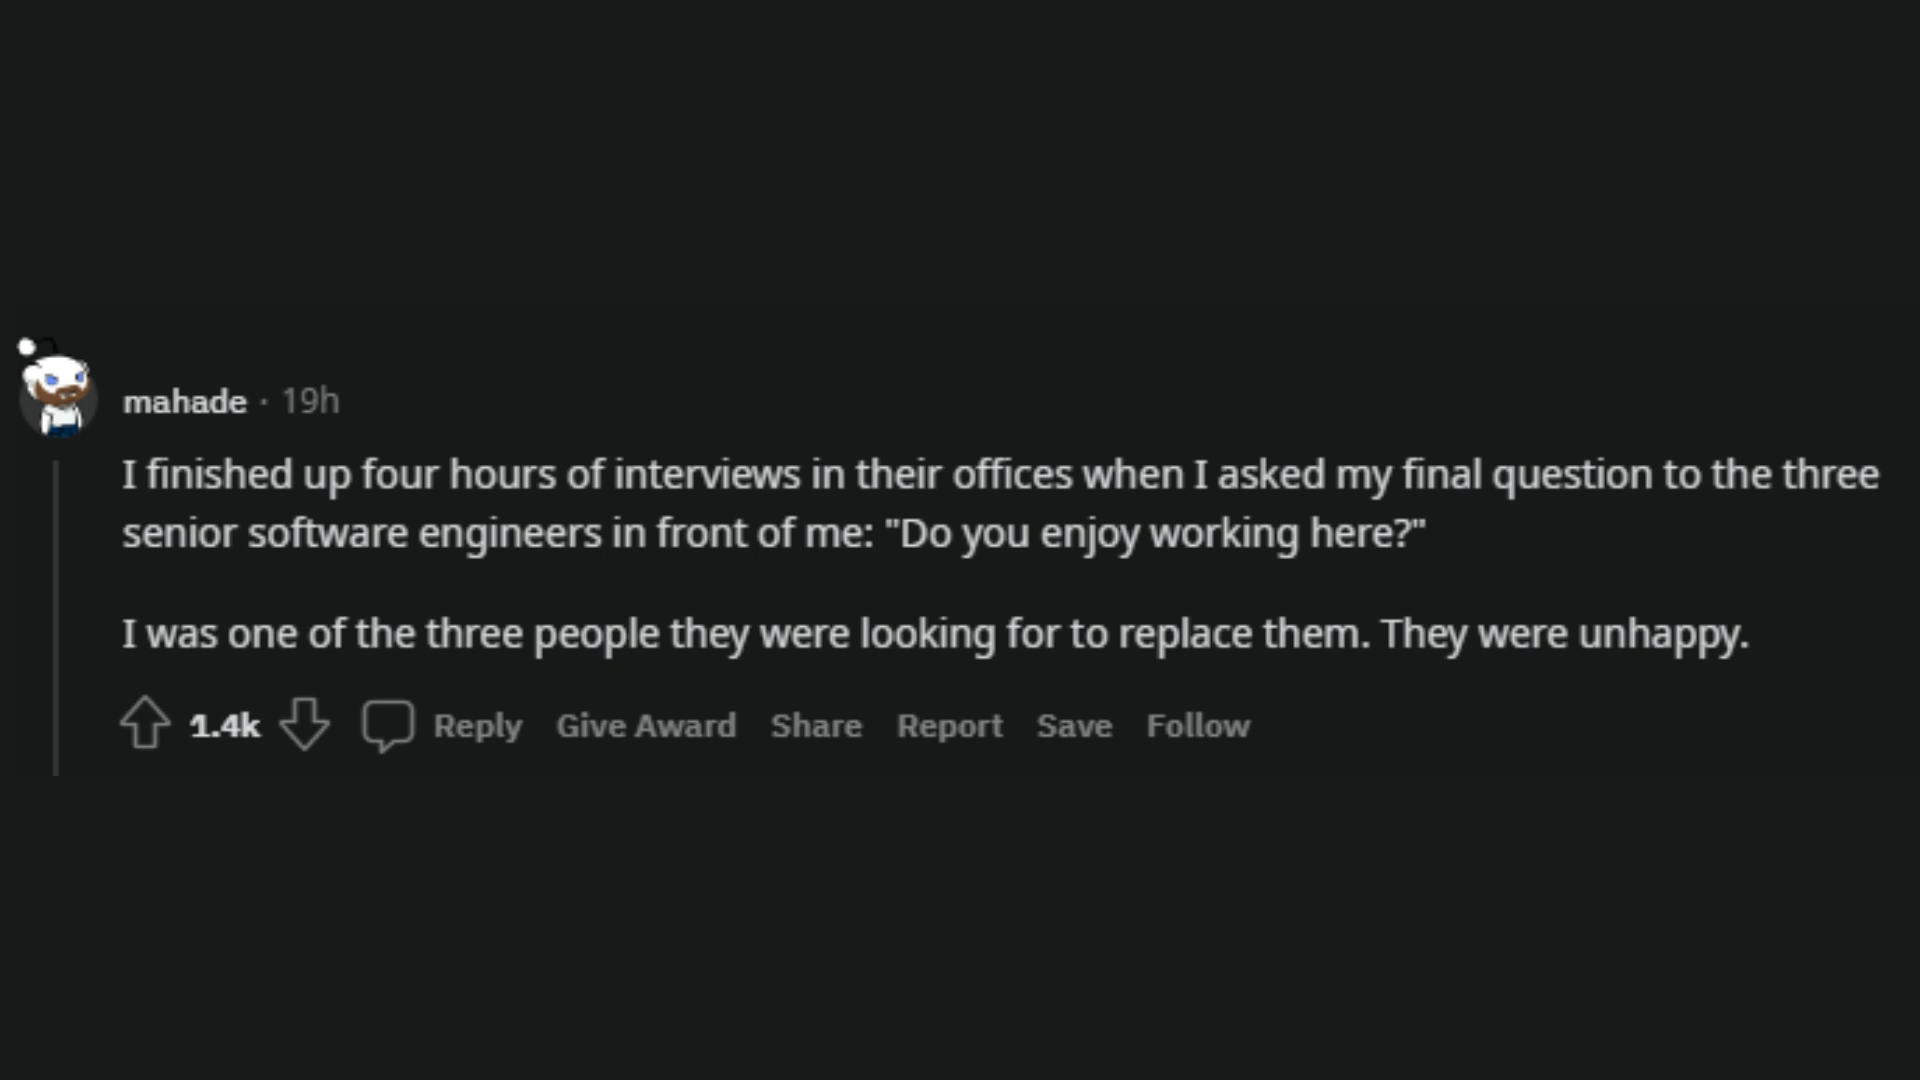 mahade · 19h
I finished up four hours of interviews in their offices when I asked my final question to the three
senior software engineers in front of me: "Do you enjoy working here?"
I was one of the three people they were looking for to replace them. They were unhappy.
1.4k Reply Give Award Share Report Save Follow